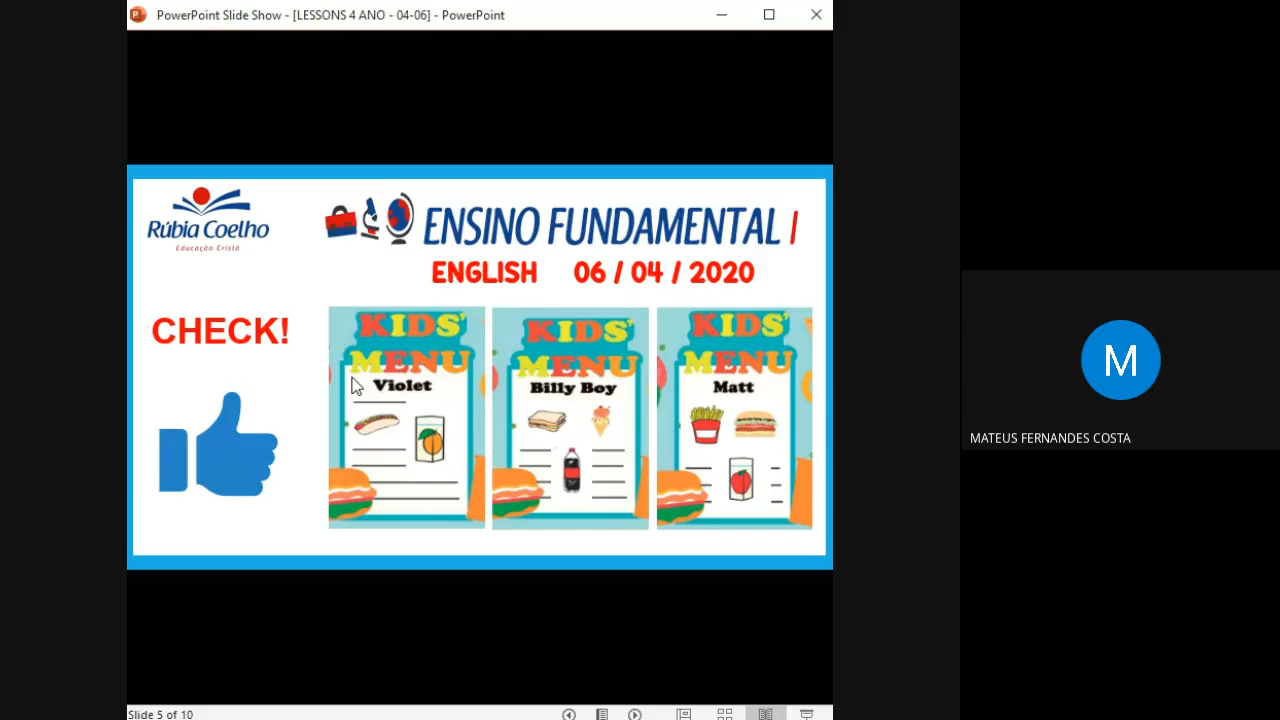 PowerPoint Slide Show - [LESSONS 4 ANO - 04-06] - PowerPoint
Rúbia Coelho
Educação Cristã
ENSINO FUNDAMENTAL I
ENGLISH 06 / 04 / 2020
CHECK!
KIDS'
MENU
Violet
KIDS'
MENU
Billy Boy
KIDS'
MENU
Matt
M
MATEUS FERNANDES COSTA
Slide 5 of 10